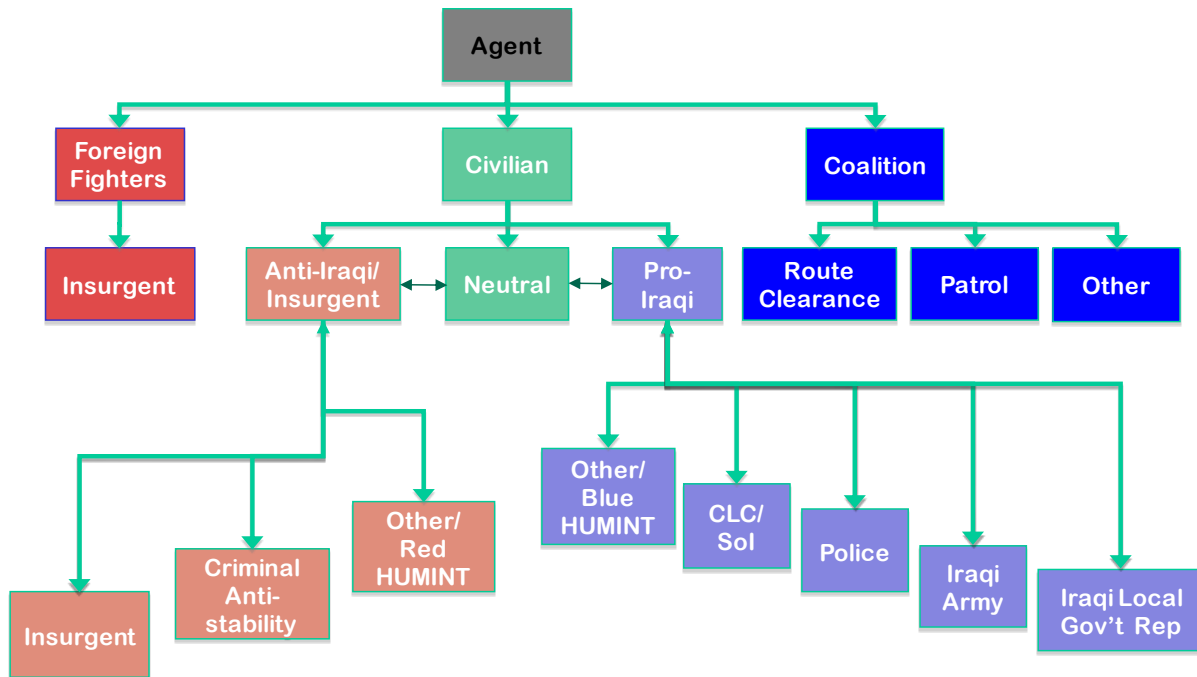 Agent
Foreign
Fighters
Civilian
Coalition
Insurgent
Anti-Iraqi/
Insurgent
Neutral
Pro-
Iraqi
Route
Clearance
Patrol
Other
Other/
Blue
HUMINT
CLC/
SoI
Police
Iraqi
Army
Iraqi Local
Gov't Rep
Other/
Red
HUMINT
Criminal
Anti-
stability
Insurgent